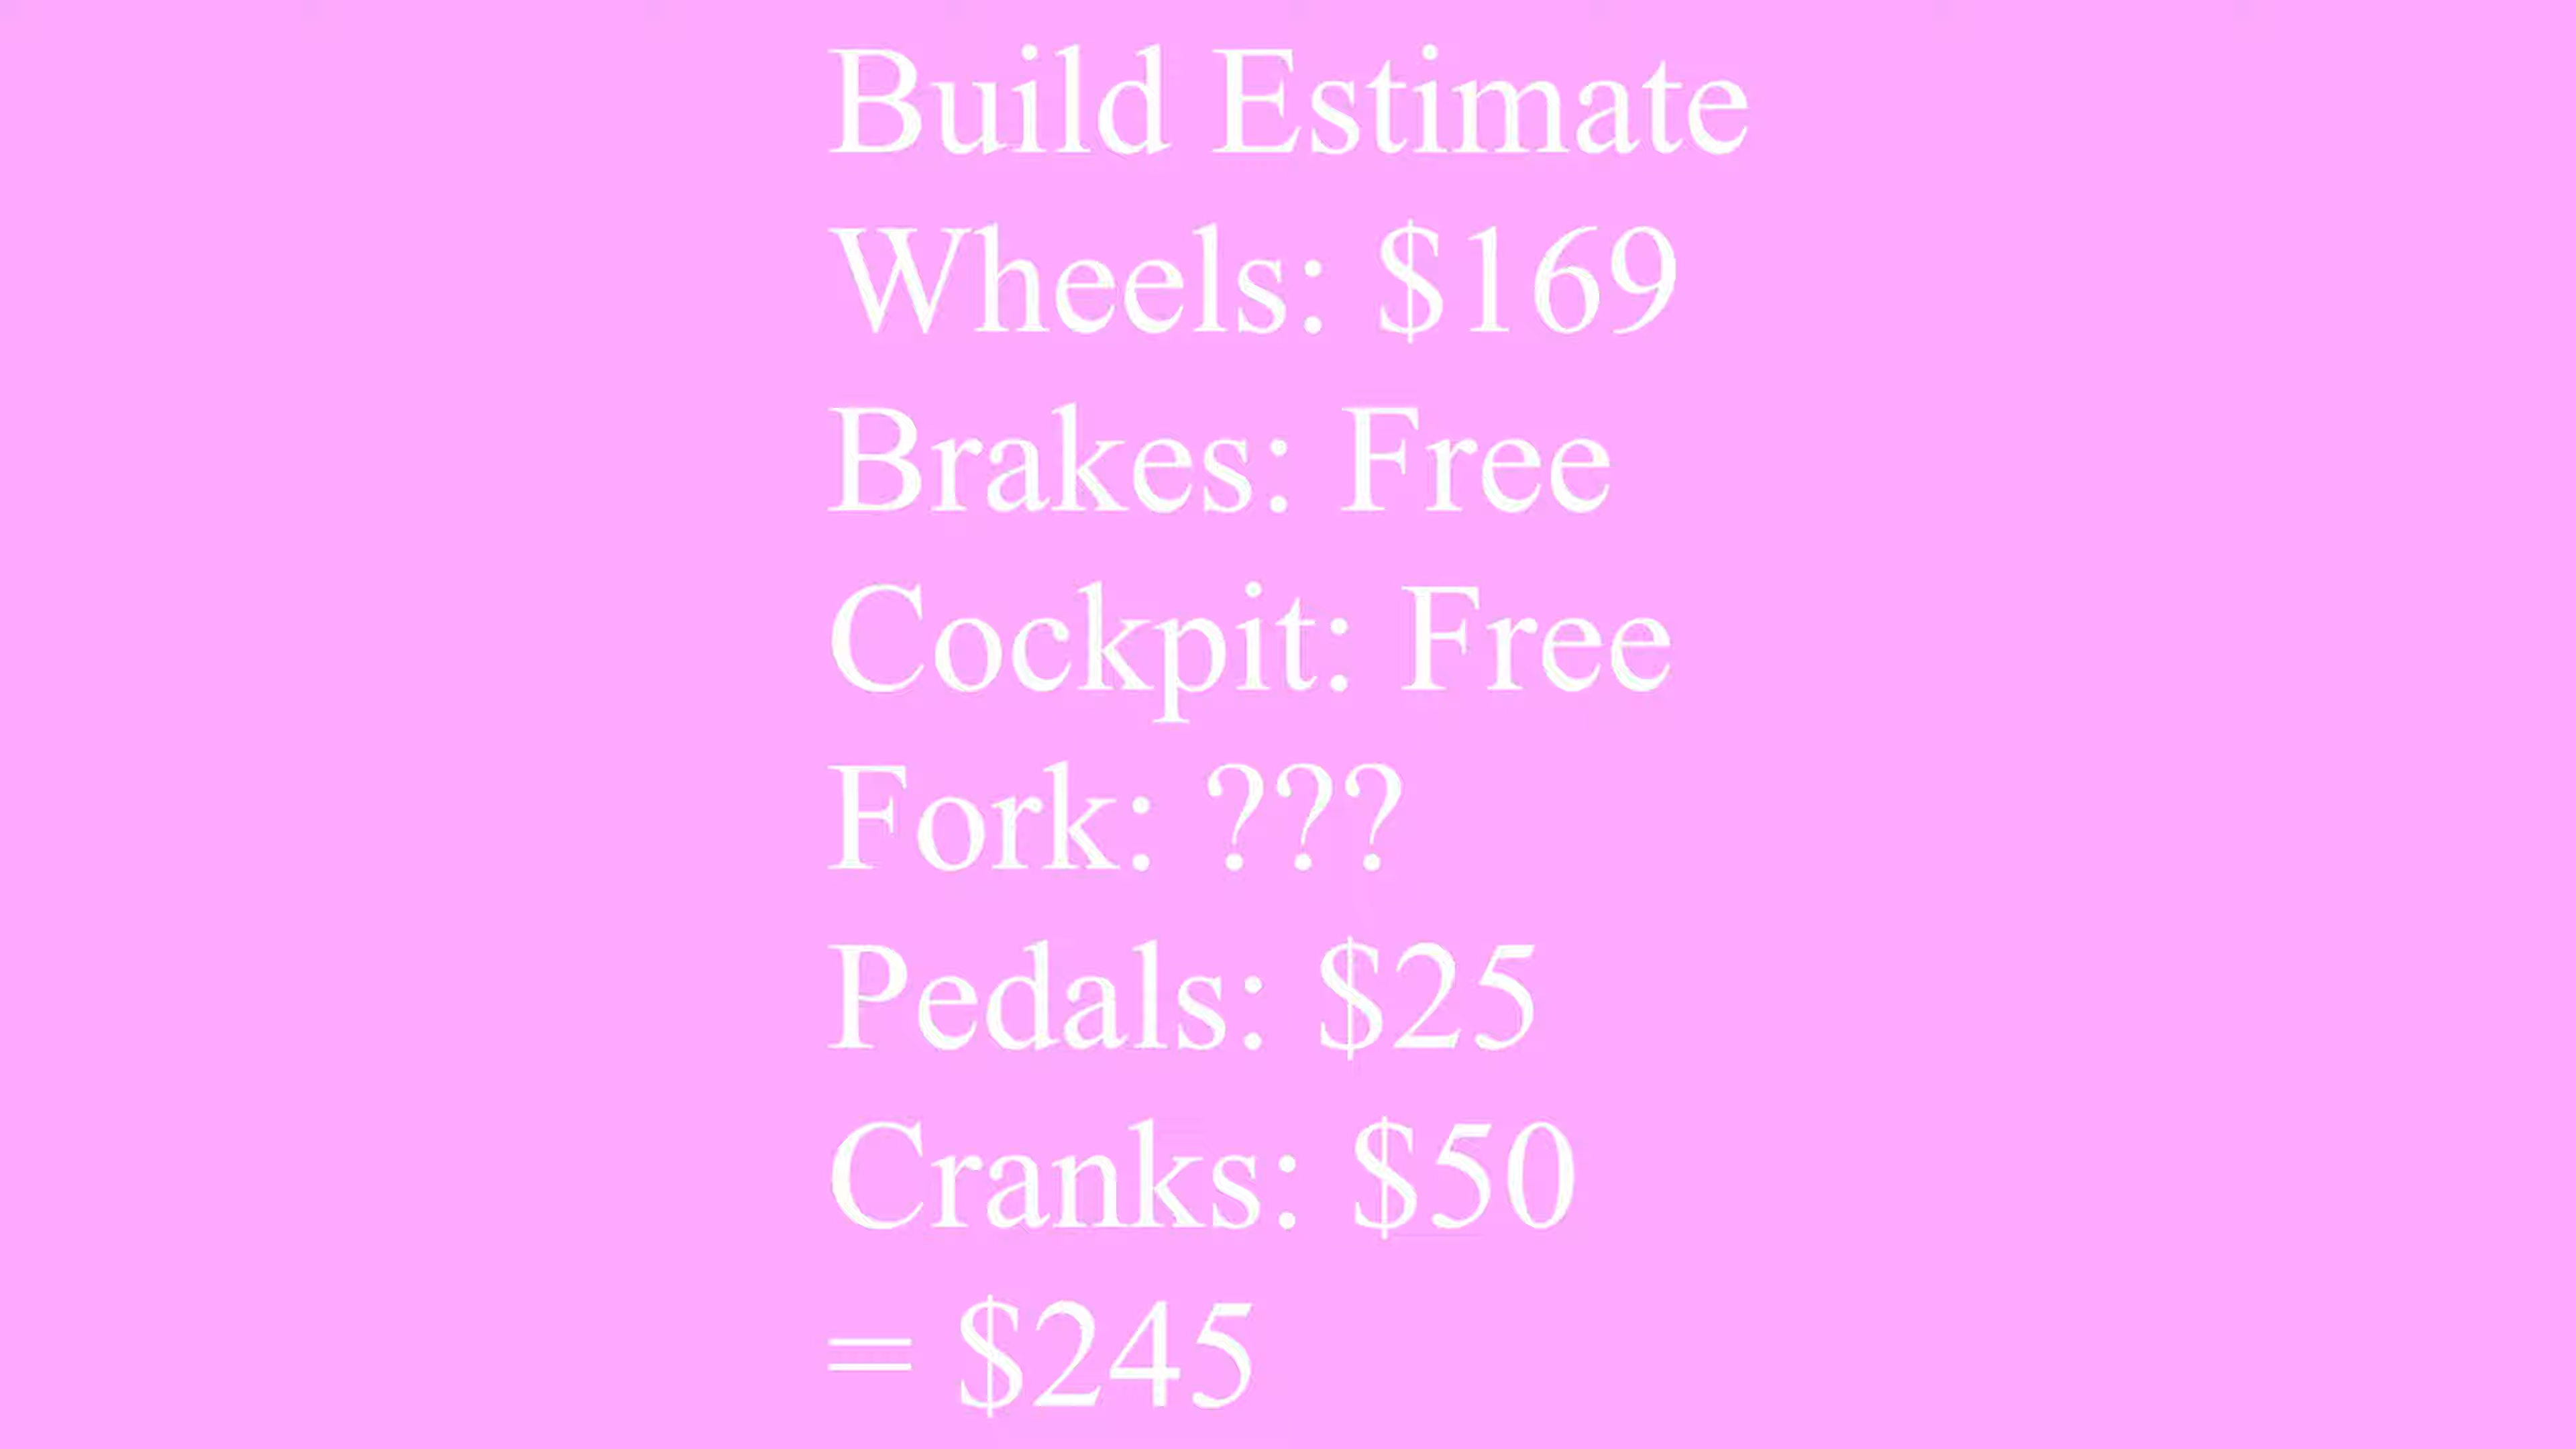 Build Estimate
Wheels: $169
Brakes: Free
Cockpit: Free
Fork: ???
Pedals: $25
Cranks: $50
= $245